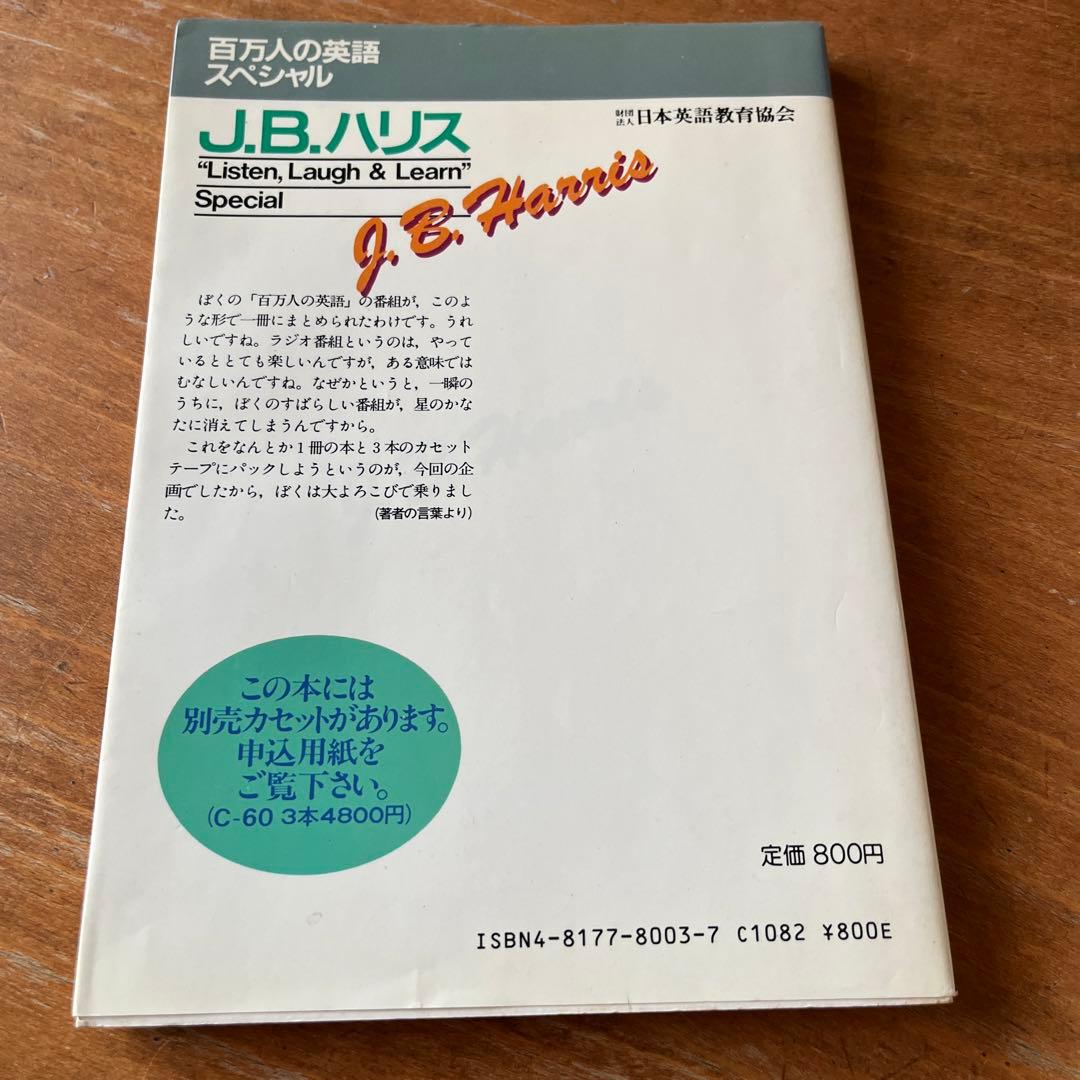 百万人の英語
スペシャル
J.B.ハリス
財団法人 日本英語教育協会
“Listen, Laugh & Learn”
Special
J. B. Harris
ぼくの「百万人の英語」の番組が，このよ
うな形で一冊にまとめられたわけです。うれ
しいですね。ラジオ番組というのは，やって
いるととても楽しいんですが，ある意味では
むなしいんですね。なぜかというと，一瞬の
うちに，ぼくのすばらしい番組が，星のかな
たに消えてしまうんですから。
これをなんとか1冊の本と3本のカセット
テープにパックしようというのが，今回の企
画でしたから，ぼくは大よろこびで乗りまし
た。 （著者の言葉より）
この本には
別売カセットがあります。
申込用紙を
ご覧下さい。
(C-60 3本4800円)
定価 800円
ISBN4-8177-8003-7 C1082 ¥800E